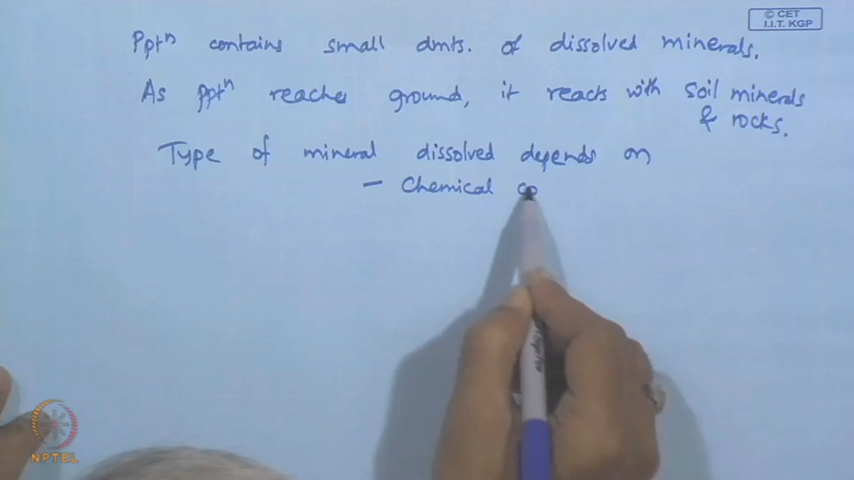 © CET
I.I.T. KGP
Pptⁿ contains small amts. of dissolved minerals.
As pptⁿ reaches ground, it reacts with soil minerals
& rocks.
Type of mineral dissolved depends on
– Chemical co
NPTEL